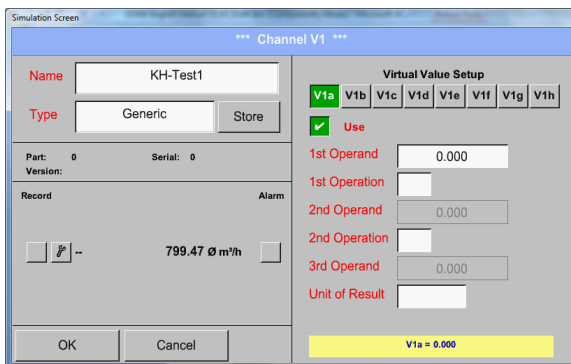 Simulation Screen
*** Channel V1 ***
Name KH-Test1
Type Generic Store
Part: 0 Serial: 0
Version:
Record Alarm
-- 799.47 Ø m³/h
OK Cancel
Virtual Value Setup
V1a V1b V1c V1d V1e V1f V1g V1h
Use
1st Operand 0.000
1st Operation
2nd Operand 0.000
2nd Operation
3rd Operand 0.000
Unit of Result
V1a = 0.000